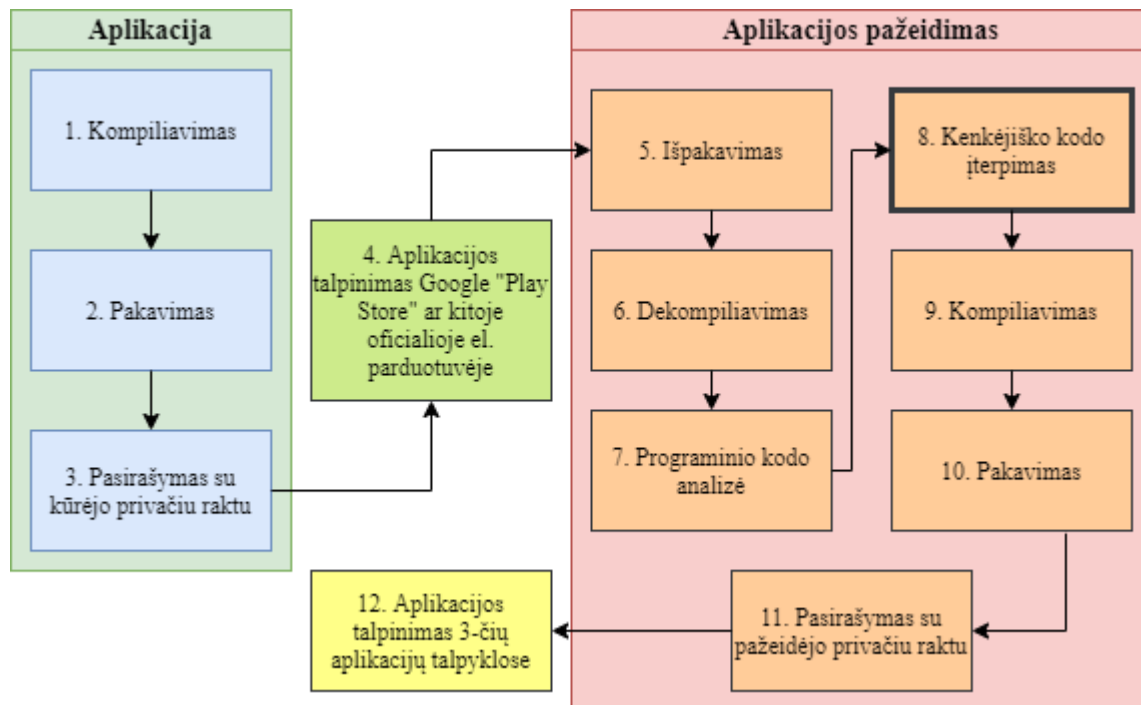 Aplikacija
1. Kompiliavimas
2. Pakavimas
3. Pasirašymas su
kūrėjo privačiu raktu
4. Aplikacijos
talpinimas Google "Play
Store" ar kitoje
oficialioje el.
parduotuvėje
Aplikacijos pažeidimas
5. Išpakavimas
6. Dekompiliavimas
7. Programinio kodo
analizė
8. Kenkėjiško kodo
įterpimas
9. Kompiliavimas
10. Pakavimas
11. Pasirašymas su
pažeidėjo privačiu raktu
12. Aplikacijos
talpinimas 3-čių
aplikacijų talpyklose